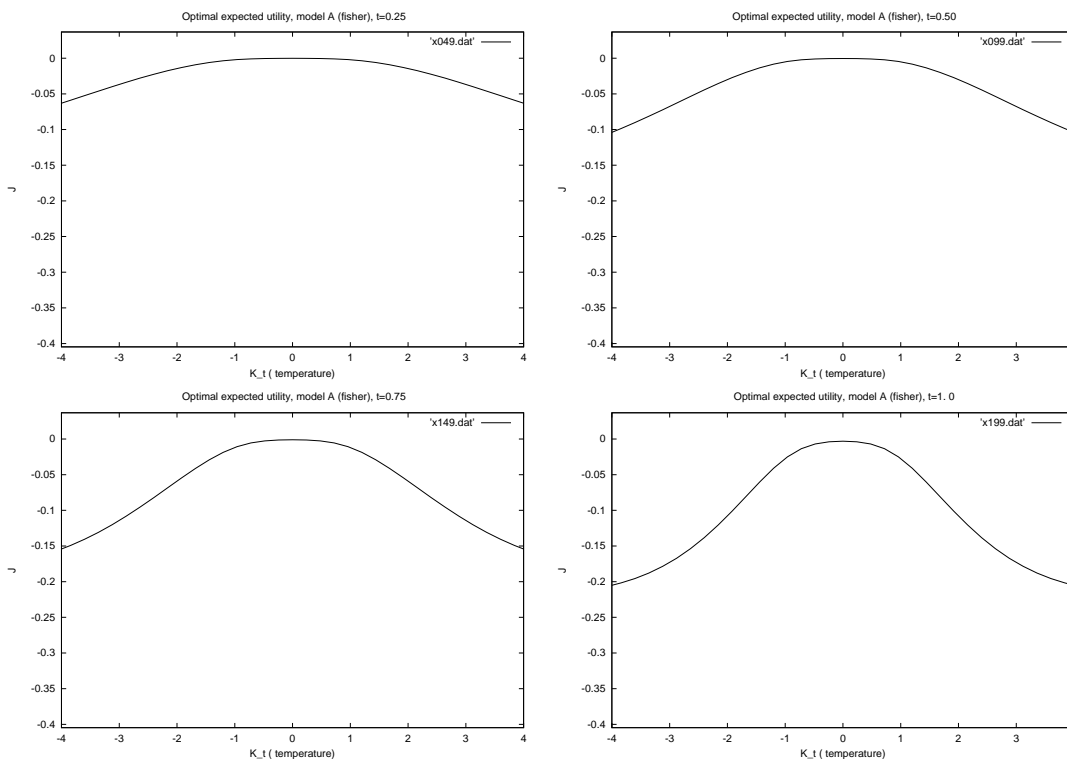 Optimal expected utility, model A (fisher), t=0.25
'x049.dat'
0
-0.05
-0.1
-0.15
-0.2
-0.25
-0.3
-0.35
-0.4
J
-4 -3 -2 -1 0 1 2 3 4
K_t ( temperature)
Optimal expected utility, model A (fisher), t=0.50
'x099.dat'
0
-0.05
-0.1
-0.15
-0.2
-0.25
-0.3
-0.35
-0.4
J
-4 -3 -2 -1 0 1 2 3
K_t ( temperature)
Optimal expected utility, model A (fisher), t=0.75
'x149.dat'
0
-0.05
-0.1
-0.15
-0.2
-0.25
-0.3
-0.35
-0.4
J
-4 -3 -2 -1 0 1 2 3 4
K_t ( temperature)
Optimal expected utility, model A (fisher), t=1. 0
'x199.dat'
0
-0.05
-0.1
-0.15
-0.2
-0.25
-0.3
-0.35
-0.4
J
-4 -3 -2 -1 0 1 2 3
K_t ( temperature)